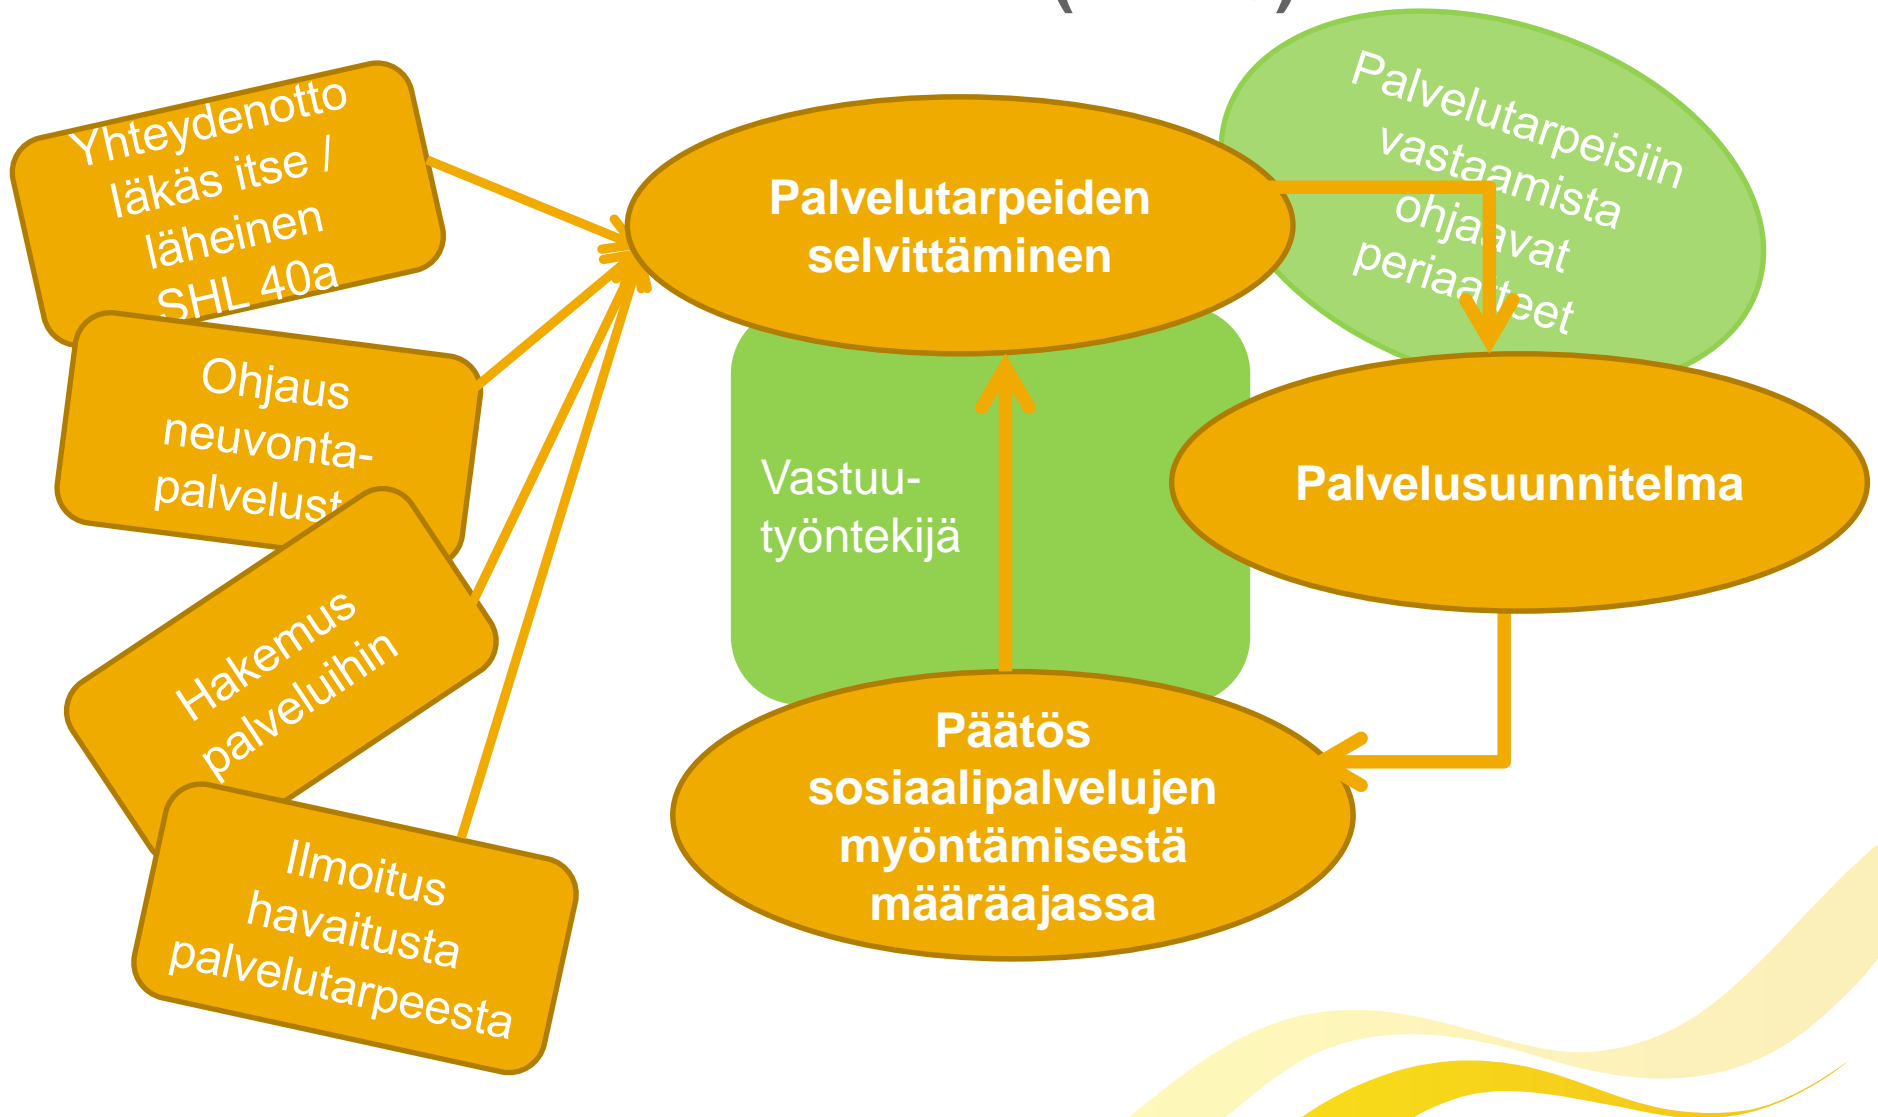 Yhteydenotto
Iäkäs itse /
läheinen
SHL 40a
Ohjaus
neuvonta-
palvelust
Hakemus
palveluihin
Ilmoitus
havaitusta
palvelutarpeesta
Palvelutarpeiden
selvittäminen
Palvelutarpeisiin
vastaamista
ohjaavat
periaatteet
Vastuu-
työntekijä
Palvelusuunnitelma
Päätös
sosiaalipalvelujen
myöntämisestä
määräajassa